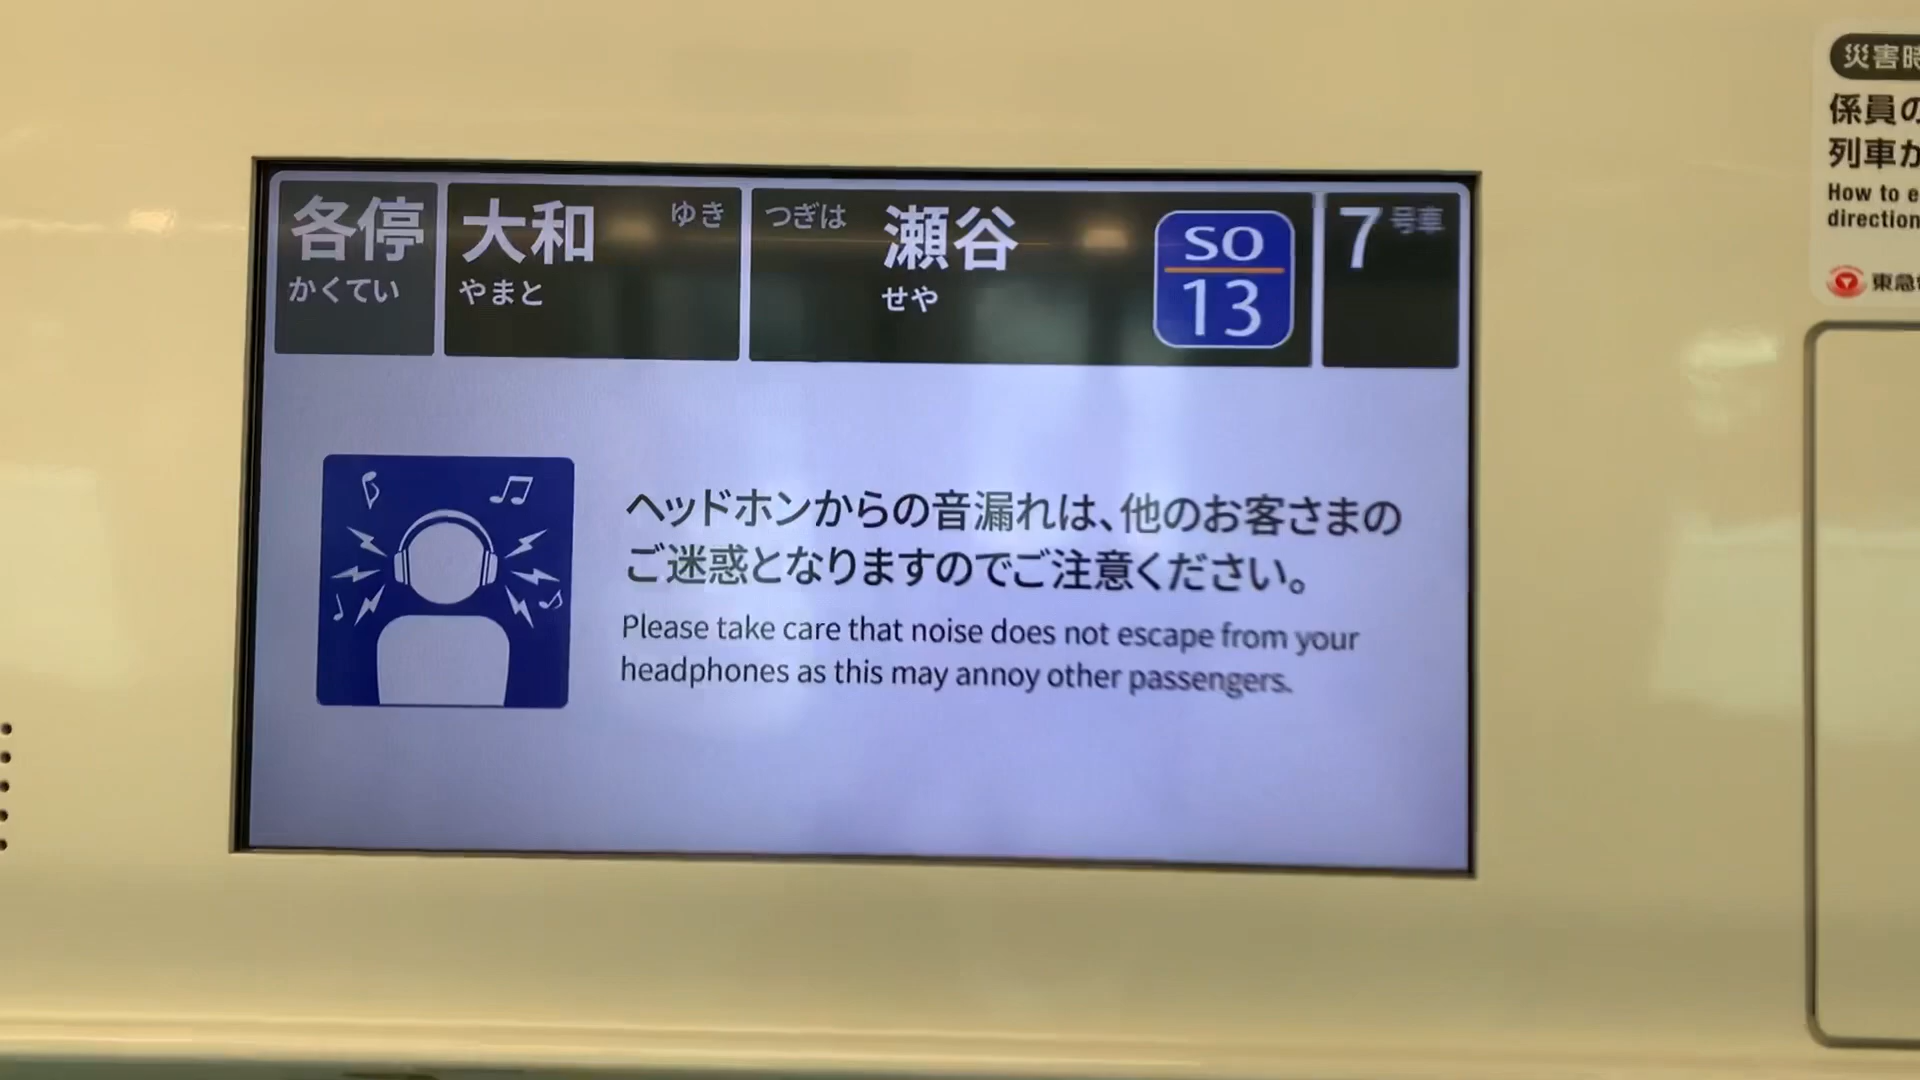 各停 大和 ゆき つぎは 瀬谷 SO 7 号車
かくてい やまと せや 13
ヘッドホンからの音漏れは、他のお客さまの
ご迷惑となりますのでご注意ください。
Please take care that noise does not escape from your
headphones as this may annoy other passengers.
災害時
係員の
列車か
How to e
direction
東急